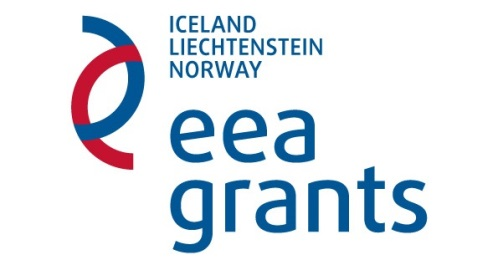 ICELAND
LIECHTENSTEIN
NORWAY
eea
grants